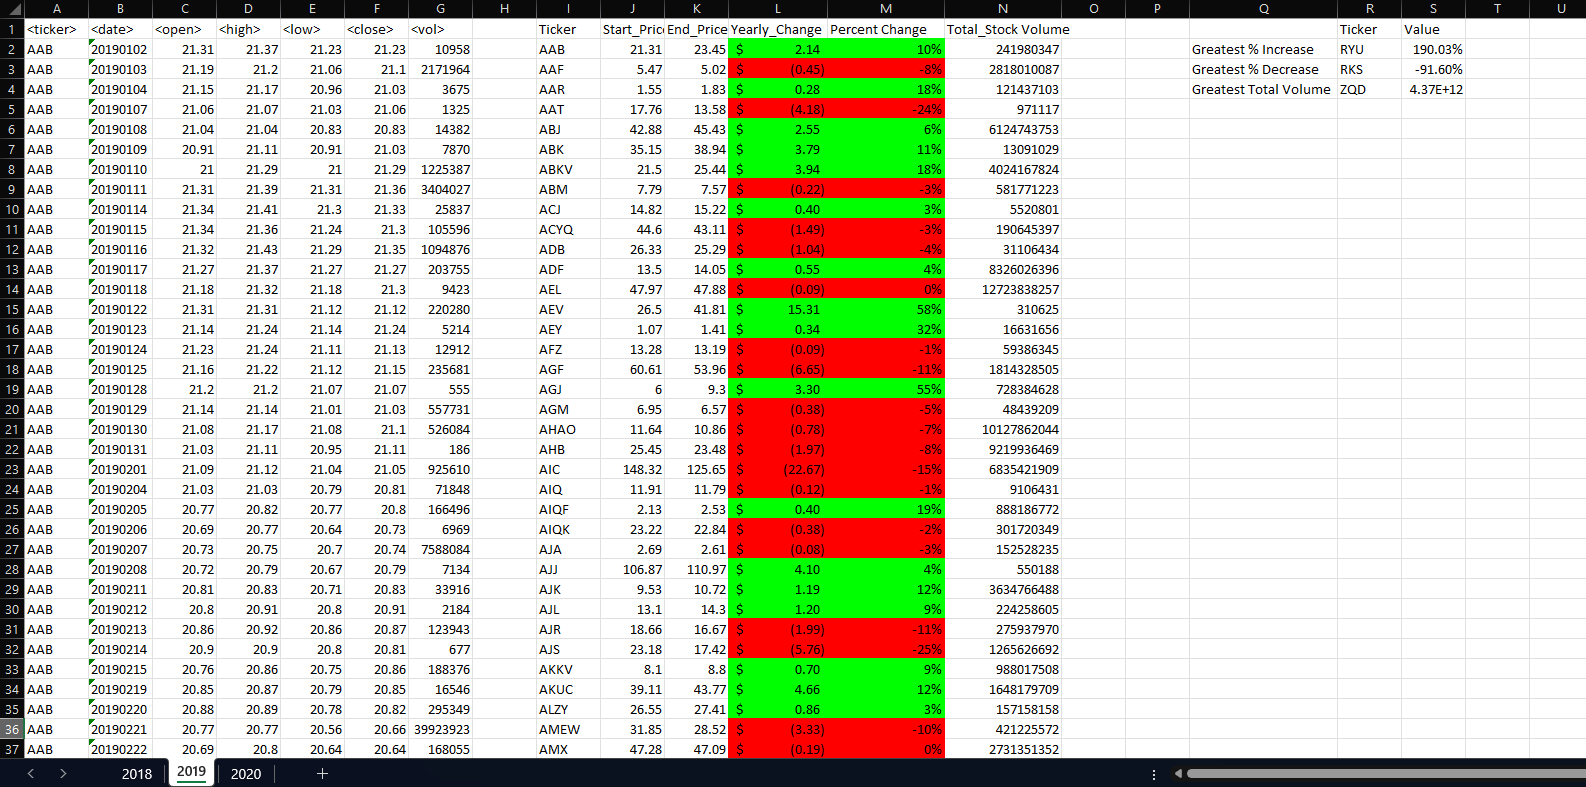 A B C D E F G H I J K L M N O P Q R S T U
1 <ticker> <date> <open> <high> <low> <close> <vol> Ticker Start_Pric End_Price Yearly_Change Percent Change Total_Stock Volume Ticker Value
2 AAB 20190102 21.31 21.37 21.23 21.23 10958 AAB 21.31 23.45 $ 2.14 10% 241980347 Greatest % Increase RYU 190.03%
3 AAB 20190103 21.19 21.2 21.06 21.1 2171964 AAF 5.47 5.02 $ (0.45) -8% 2818010087 Greatest % Decrease RKS -91.60%
4 AAB 20190104 21.15 21.17 20.96 21.03 3675 AAR 1.55 1.83 $ 0.28 18% 121437103 Greatest Total Volume ZQD 4.37E+12
5 AAB 20190107 21.06 21.07 21.03 21.06 1325 AAT 17.76 13.58 $ (4.18) -24% 971117
6 AAB 20190108 21.04 21.04 20.83 20.83 14382 ABJ 42.88 45.43 $ 2.55 6% 6124743753
7 AAB 20190109 20.91 21.11 20.91 21.03 7870 ABK 35.15 38.94 $ 3.79 11% 13091029
8 AAB 20190110 21 21.29 21 21.29 1225387 ABKV 21.5 25.44 $ 3.94 18% 4024167824
9 AAB 20190111 21.31 21.39 21.31 21.36 3404027 ABM 7.79 7.57 $ (0.22) -3% 581771223
10 AAB 20190114 21.34 21.41 21.3 21.33 25837 ACJ 14.82 15.22 $ 0.40 3% 5520801
11 AAB 20190115 21.34 21.36 21.24 21.3 105596 ACYQ 44.6 43.11 $ (1.49) -3% 190645397
12 AAB 20190116 21.32 21.43 21.29 21.35 1094876 ADB 26.33 25.29 $ (1.04) -4% 31106434
13 AAB 20190117 21.27 21.37 21.27 21.27 203755 ADF 13.5 14.05 $ 0.55 4% 8326026396
14 AAB 20190118 21.18 21.32 21.18 21.3 9423 AEL 47.97 47.88 $ (0.09) 0% 12723838257
15 AAB 20190122 21.31 21.31 21.12 21.12 220280 AEV 26.5 41.81 $ 15.31 58% 310625
16 AAB 20190123 21.14 21.24 21.14 21.24 5214 AEY 1.07 1.41 $ 0.34 32% 16631656
17 AAB 20190124 21.23 21.24 21.11 21.13 12912 AFZ 13.28 13.19 $ (0.09) -1% 59386345
18 AAB 20190125 21.16 21.22 21.12 21.15 235681 AGF 60.61 53.96 $ (6.65) -11% 1814328505
19 AAB 20190128 21.2 21.2 21.07 21.07 555 AGJ 6 9.3 $ 3.30 55% 728384628
20 AAB 20190129 21.14 21.14 21.01 21.03 557731 AGM 6.95 6.57 $ (0.38) -5% 48439209
21 AAB 20190130 21.08 21.17 21.08 21.1 526084 AHAO 11.64 10.86 $ (0.78) -7% 10127862044
22 AAB 20190131 21.03 21.11 20.95 21.11 186 AHB 25.45 23.48 $ (1.97) -8% 9219936469
23 AAB 20190201 21.09 21.12 21.04 21.05 925610 AIC 148.32 125.65 $ (22.67) -15% 6835421909
24 AAB 20190204 21.03 21.03 20.79 20.81 71848 AIQ 11.91 11.79 $ (0.12) -1% 9106431
25 AAB 20190205 20.77 20.82 20.77 20.8 166496 AIQF 2.13 2.53 $ 0.40 19% 888186772
26 AAB 20190206 20.69 20.77 20.64 20.73 6969 AIQK 23.22 22.84 $ (0.38) -2% 301720349
27 AAB 20190207 20.73 20.75 20.7 20.74 7588084 AJA 2.69 2.61 $ (0.08) -3% 152528235
28 AAB 20190208 20.72 20.79 20.67 20.79 7134 AJJ 106.87 110.97 $ 4.10 4% 550188
29 AAB 20190211 20.81 20.83 20.71 20.83 33916 AJK 9.53 10.72 $ 1.19 12% 3634766488
30 AAB 20190212 20.8 20.91 20.8 20.91 2184 AJL 13.1 14.3 $ 1.20 9% 224258605
31 AAB 20190213 20.86 20.92 20.86 20.87 123943 AJR 18.66 16.67 $ (1.99) -11% 275937970
32 AAB 20190214 20.9 20.9 20.8 20.81 677 AJS 23.18 17.42 $ (5.76) -25% 1265626692
33 AAB 20190215 20.76 20.86 20.75 20.86 188376 AKKV 8.1 8.8 $ 0.70 9% 988017508
34 AAB 20190219 20.85 20.87 20.79 20.85 16546 AKUC 39.11 43.77 $ 4.66 12% 1648179709
35 AAB 20190220 20.88 20.89 20.78 20.82 295349 ALZY 26.55 27.41 $ 0.86 3% 157158158
36 AAB 20190221 20.77 20.77 20.56 20.66 39923923 AMEW 31.85 28.52 $ (3.33) -10% 421225572
37 AAB 20190222 20.69 20.8 20.64 20.64 168055 AMX 47.28 47.09 $ (0.19) 0% 2731351352
2018 2019 2020 +